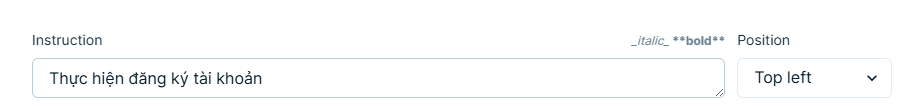 Instruction _italic_ **bold** Position
Thực hiện đăng ký tài khoản Top left